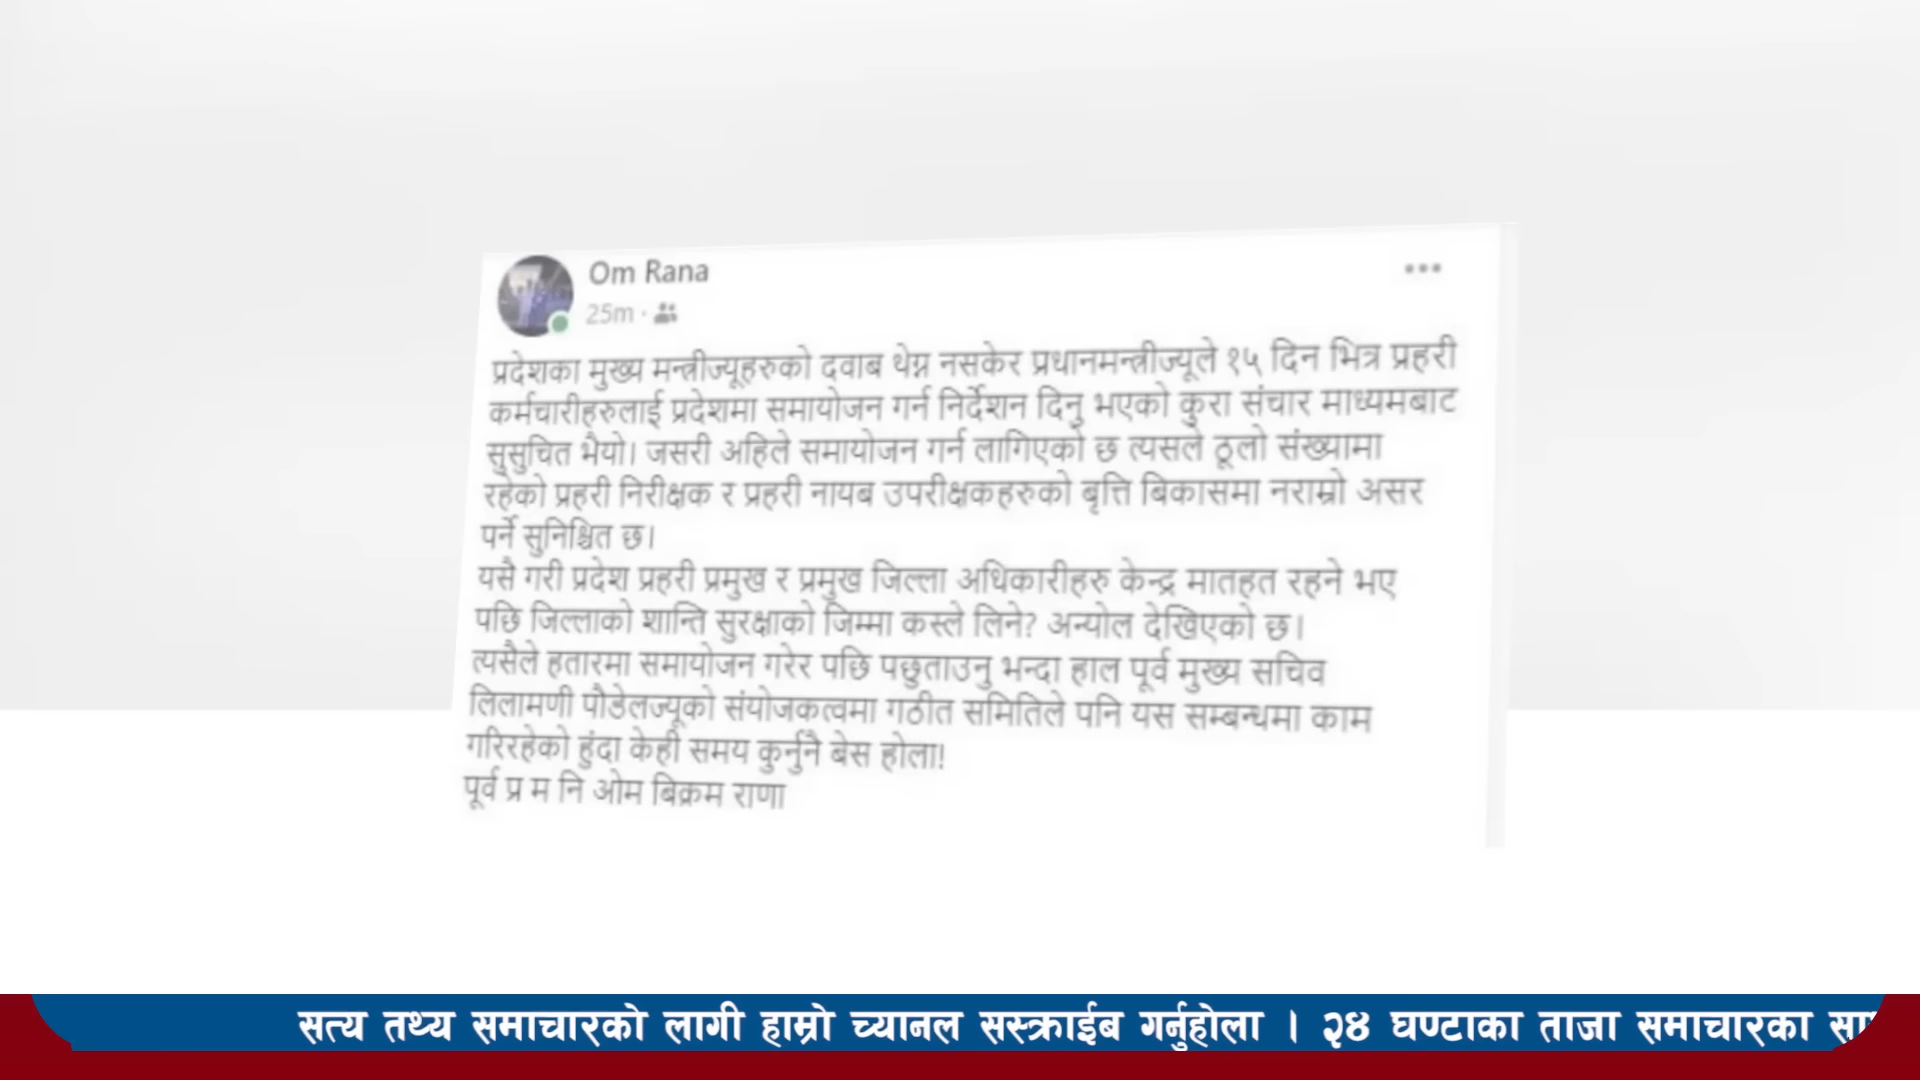 Om Rana
25m
प्रदेशका मुख्य मन्त्रीज्यूहरुको दवाब थेग्न नसकेर प्रधानमन्त्रीज्यूले १५ दिन भित्र प्रहरी
कर्मचारीहरुलाई प्रदेशमा समायोजन गर्न निर्देशन दिनु भएको कुरा संचार माध्यमबाट
सुसुचित भैयो। जसरी अहिले समायोजन गर्न लागिएको छ त्यसले ठूलो संख्यामा
रहेको प्रहरी निरीक्षक र प्रहरी नायब उपरीक्षकहरुको बृत्ति बिकासमा नराम्रो असर
पर्ने सुनिश्चित छ।
यसै गरी प्रदेश प्रहरी प्रमुख र प्रमुख जिल्ला अधिकारीहरु केन्द्र मातहत रहने भए
पछि जिल्लाको शान्ति सुरक्षाको जिम्मा कस्ले लिने? अन्योल देखिएको छ।
त्यसैले हतारमा समायोजन गरेर पछि पछुताउनु भन्दा हाल पूर्व मुख्य सचिव
लिलामणी पौडेलज्यूको संयोजकत्वमा गठीत समितिले पनि यस सम्बन्धमा काम
गरिरहेको हुंदा केही समय कुर्नुनै बेस होला!
पूर्व प्र म नि ओम बिक्रम राणा
सत्य तथ्य समाचारको लागी हाम्रो च्यानल सस्क्राईब गर्नुहोला । २४ घण्टाका ताजा समाचारका